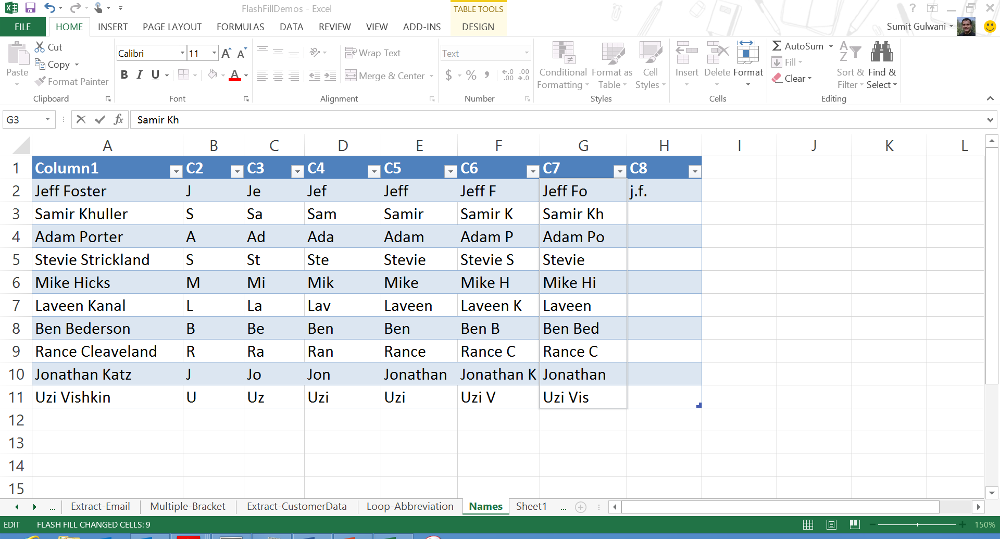 FlashFillDemos - Excel
TABLE TOOLS
?
FILE HOME INSERT PAGE LAYOUT FORMULAS DATA REVIEW VIEW ADD-INS DESIGN Sumit Gulwani
Paste
Cut
Copy
Format Painter
Clipboard
Calibri 11 A A
B I U A
Font
Wrap Text
Merge & Center
Alignment
Text
$ % , ←.0 .00 .00 →.0
Number
Conditional Formatting
Format as Table
Cell Styles
Styles
Insert
Delete
Format
Cells
AutoSum
Fill
Clear
Sort & Filter
Find & Select
Editing
G3 fx Samir Kh
A B C D E F G H I J K L
1 Column1 C2 C3 C4 C5 C6 C7 C8
2 Jeff Foster J Je Jef Jeff Jeff F Jeff Fo j.f.
3 Samir Khuller S Sa Sam Samir Samir K Samir Kh
4 Adam Porter A Ad Ada Adam Adam P Adam Po
5 Stevie Strickland S St Ste Stevie Stevie S Stevie
6 Mike Hicks M Mi Mik Mike Mike H Mike Hi
7 Laveen Kanal L La Lav Laveen Laveen K Laveen
8 Ben Bederson B Be Ben Ben Ben B Ben Bed
9 Rance Cleaveland R Ra Ran Rance Rance C Rance C
10 Jonathan Katz J Jo Jon Jonathan Jonathan K Jonathan
11 Uzi Vishkin U Uz Uzi Uzi Uzi V Uzi Vis
12
13
14
15
... Extract-Email Multiple-Bracket Extract-CustomerData Loop-Abbreviation Names Sheet1 ...
EDIT FLASH FILL CHANGED CELLS: 9 150%